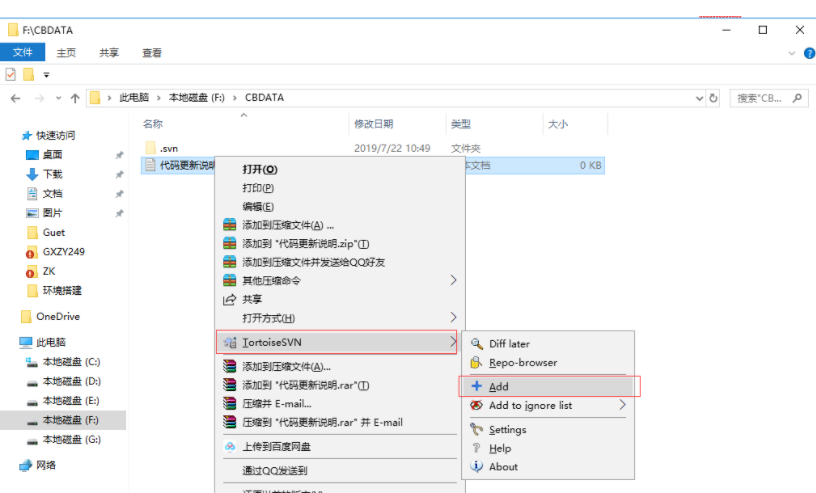 F:\CBDATA
文件 主页 共享 查看
此电脑 › 本地磁盘 (F:) › CBDATA 搜索"CB...
名称 修改日期 类型 大小
快速访问
桌面
下载
文档
图片
Guet
GXZY249
ZK
环境搭建
OneDrive
此电脑
本地磁盘 (C:)
本地磁盘 (D:)
本地磁盘 (E:)
本地磁盘 (F:)
本地磁盘 (G:)
网络
.svn 2019/7/22 10:49 文件夹
代码更新说明 本文档 0 KB
打开(O)
打印(P)
编辑(E)
添加到压缩文件(A) ...
添加到 "代码更新说明.zip"(T)
添加到压缩文件并发送给QQ好友
其他压缩命令
共享
打开方式(H)
TortoiseSVN
添加到压缩文件(A)...
添加到 "代码更新说明.rar"(T)
压缩并 E-mail...
压缩到 "代码更新说明.rar" 并 E-mail
上传到百度网盘
通过QQ发送到
Diff later
Repo-browser
Add
Add to ignore list
Settings
Help
About